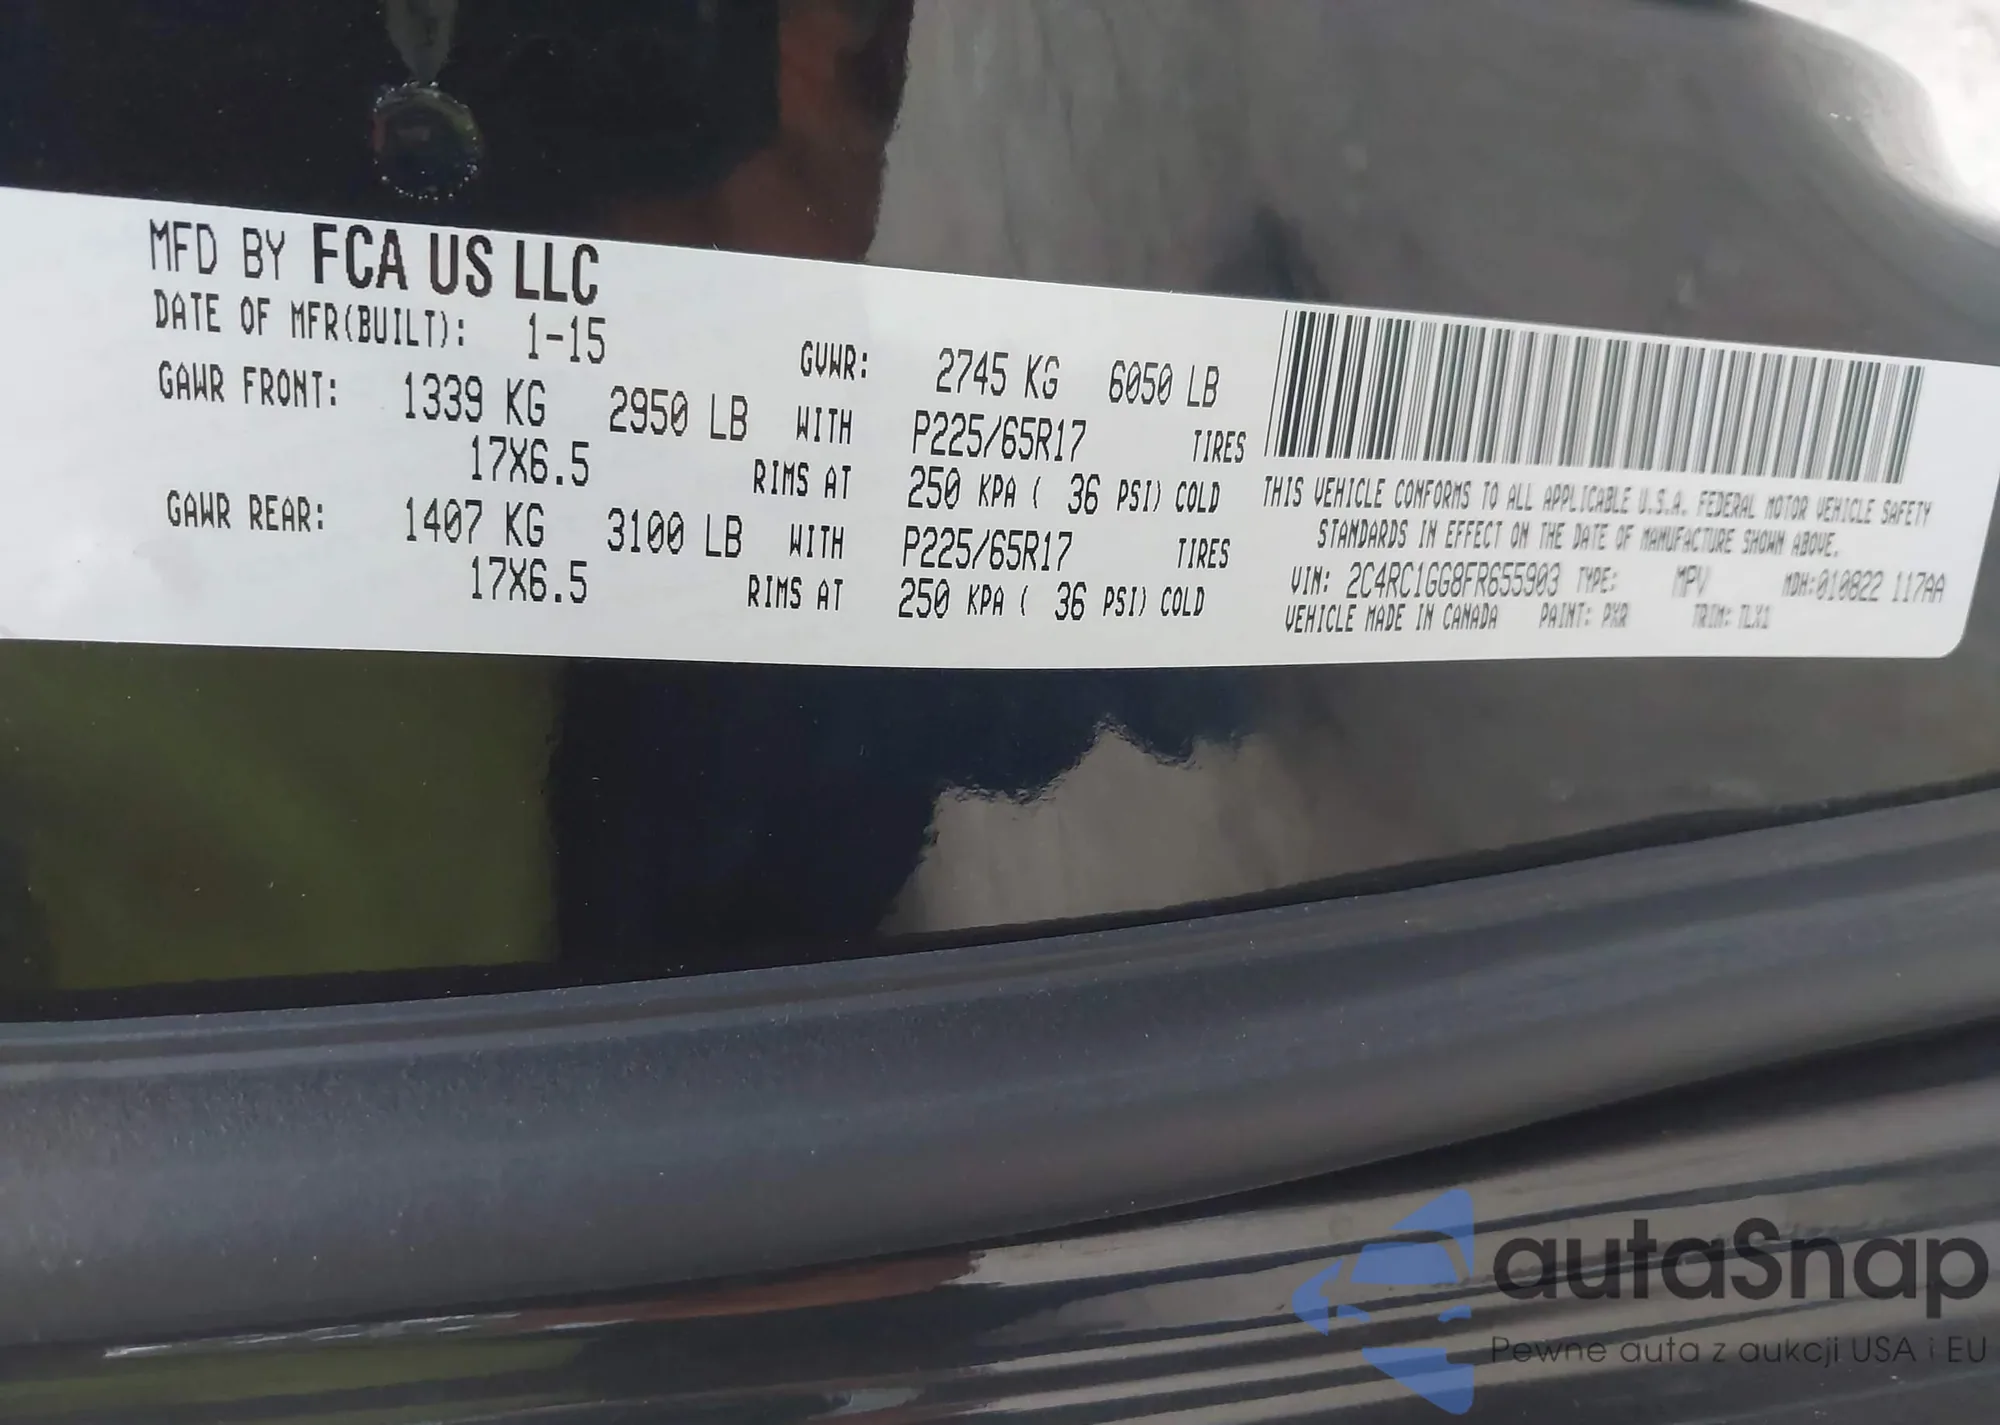 MFD BY FCA US LLC
DATE OF MFR(BUILT): 1-15 GVWR: 2745 KG 6050 LB
GAWR FRONT: 1339 KG 2950 LB WITH P225/65R17 TIRES
17X6.5 RIMS AT 250 KPA ( 36 PSI) COLD
GAWR REAR: 1407 KG 3100 LB WITH P225/65R17 TIRES
17X6.5 RIMS AT 250 KPA ( 36 PSI) COLD
THIS VEHICLE CONFORMS TO ALL APPLICABLE U.S.A. FEDERAL MOTOR VEHICLE SAFETY
STANDARDS IN EFFECT ON THE DATE OF MANUFACTURE SHOWN ABOVE.
VIN: 2C4RC1GG8FR655903 TYPE: MPV MDH:010822 117AA
VEHICLE MADE IN CANADA PAINT: PXR TRIM: TLX1
autaSnap
Pewne auta z aukcji USA i EU